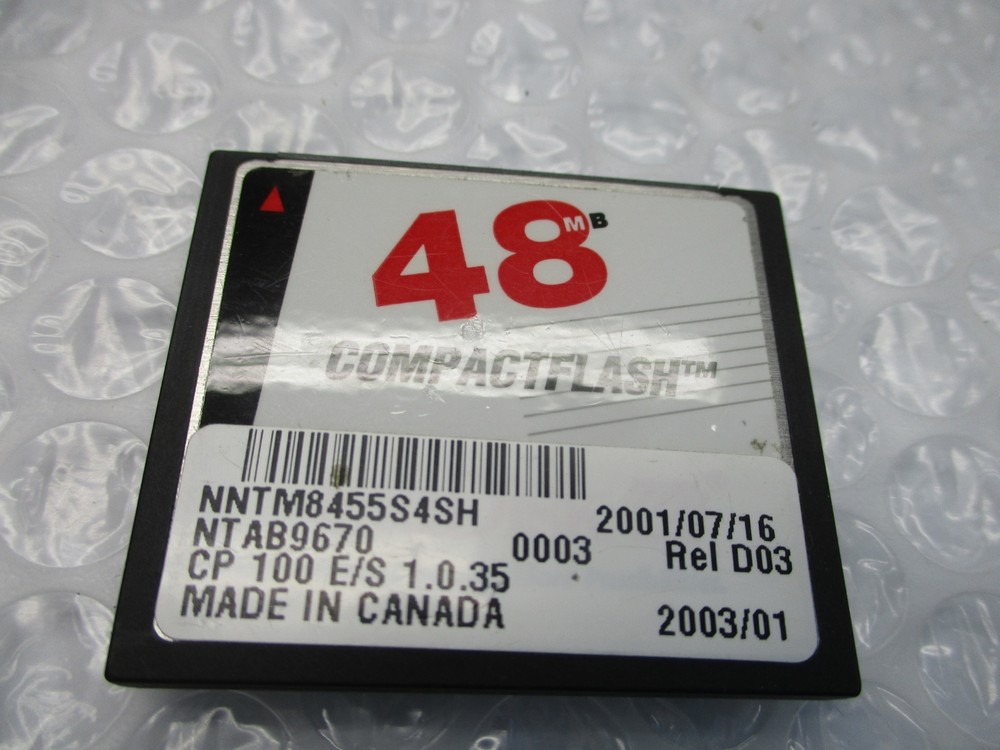 48MB
COMPACTFLASH™
NNTM8455S4SH 2001/07/16
NTAB9670 0003 Rel D03
CP 100 E/S 1.0.35
MADE IN CANADA 2003/01